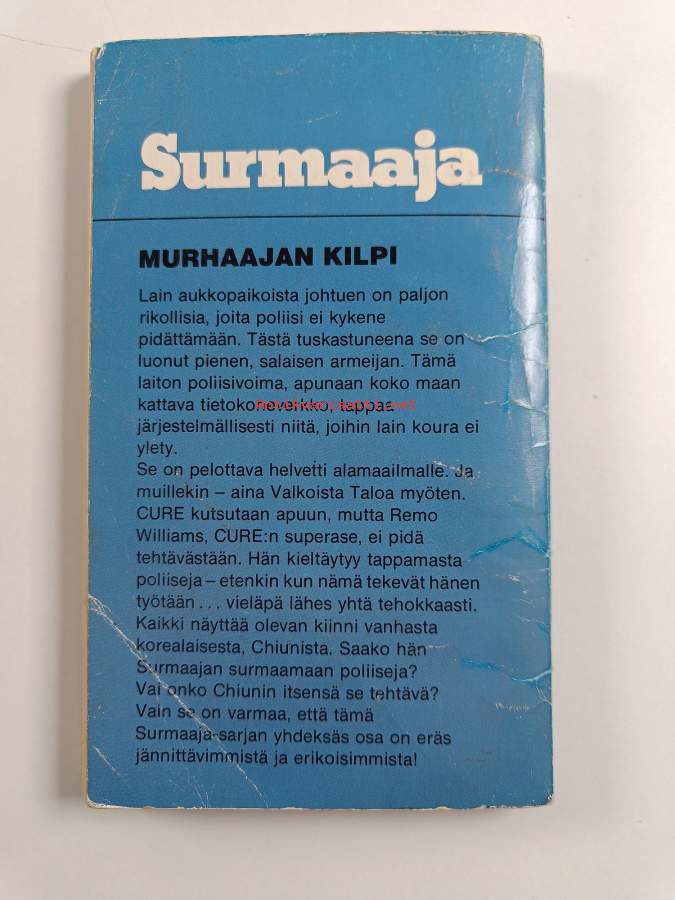 Surmaaja
MURHAAJAN KILPI
Lain aukkopaikoista johtuen on paljon
rikollisia, joita poliisi ei kykene
pidättämään. Tästä tuskastuneena se on
luonut pienen, salaisen armeijan. Tämä
laiton poliisivoima, apunaan koko maan
kattava tietokoneverkko, tappaa
järjestelmällisesti niitä, joihin lain koura ei
ylety.
Se on pelottava helvetti alamaailmalle. Ja
muillekin – aina Valkoista Taloa myöten.
CURE kutsutaan apuun, mutta Remo
Williams, CURE:n superase, ei pidä
tehtävästään. Hän kieltäytyy tappamasta
poliiseja – etenkin kun nämä tekevät hänen
työtään... vieläpä lähes yhtä tehokkaasti.
Kaikki näyttää olevan kiinni vanhasta
korealaisesta, Chiunista. Saako hän
Surmaajan surmaamaan poliiseja?
Vai onko Chiunin itsensä se tehtävä?
Vain se on varmaa, että tämä
Surmaaja-sarjan yhdeksäs osa on eräs
jännittävimmistä ja erikoisimmista!